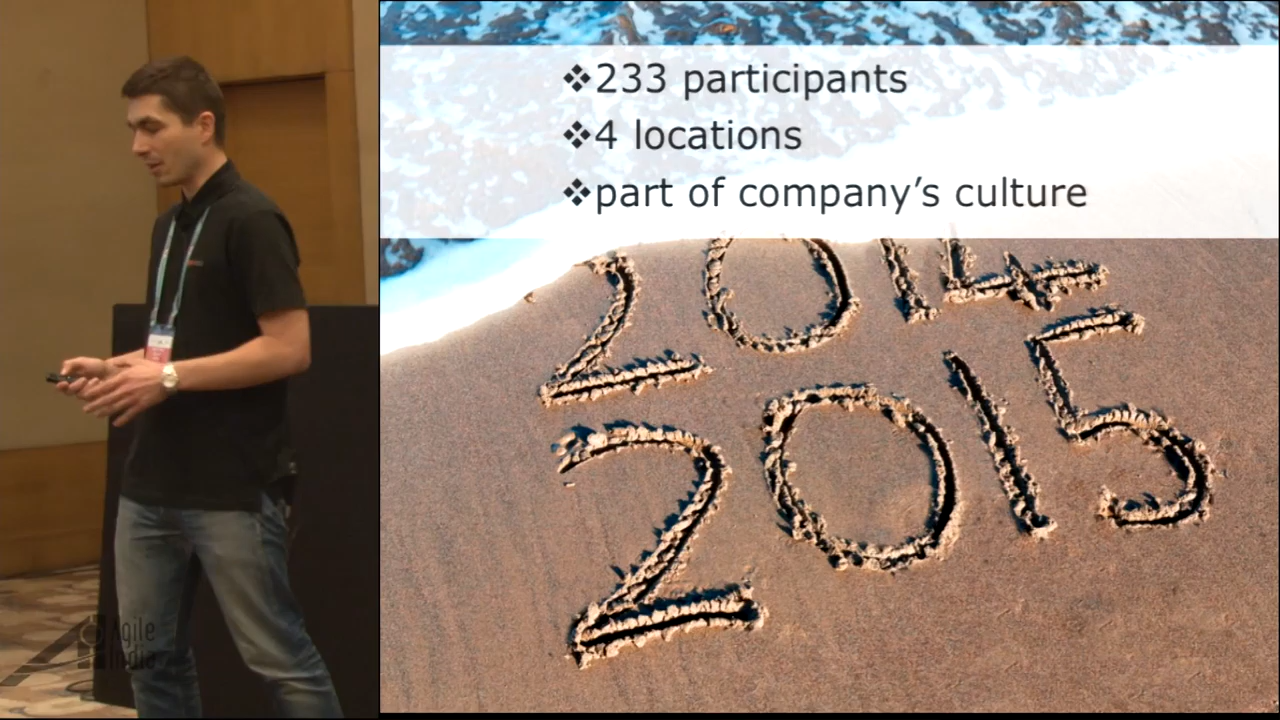 ❖233 participants
❖4 locations
❖part of company’s culture
2014
2015
Agile
India